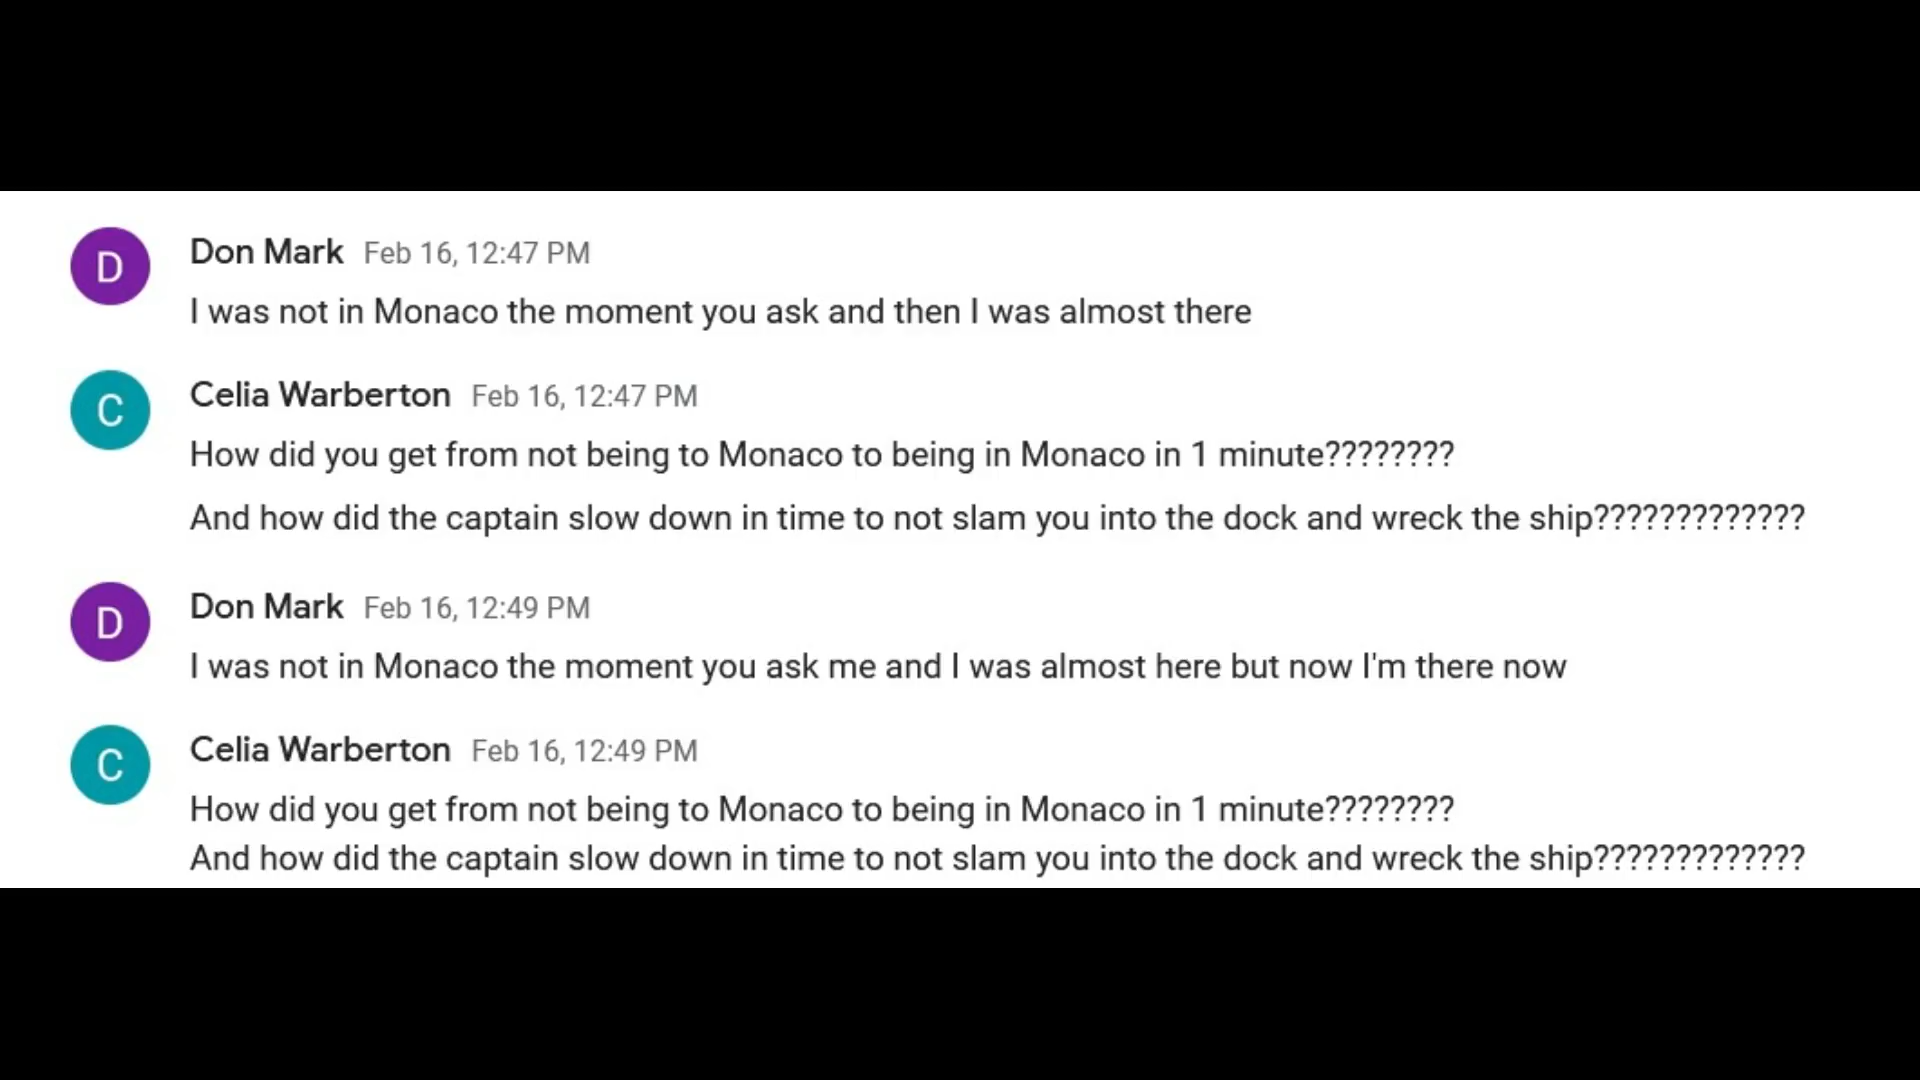 D
Don Mark Feb 16, 12:47 PM
I was not in Monaco the moment you ask and then I was almost there
C
Celia Warberton Feb 16, 12:47 PM
How did you get from not being to Monaco to being in Monaco in 1 minute????????
And how did the captain slow down in time to not slam you into the dock and wreck the ship?????????????
D
Don Mark Feb 16, 12:49 PM
I was not in Monaco the moment you ask me and I was almost here but now I'm there now
C
Celia Warberton Feb 16, 12:49 PM
How did you get from not being to Monaco to being in Monaco in 1 minute????????
And how did the captain slow down in time to not slam you into the dock and wreck the ship?????????????